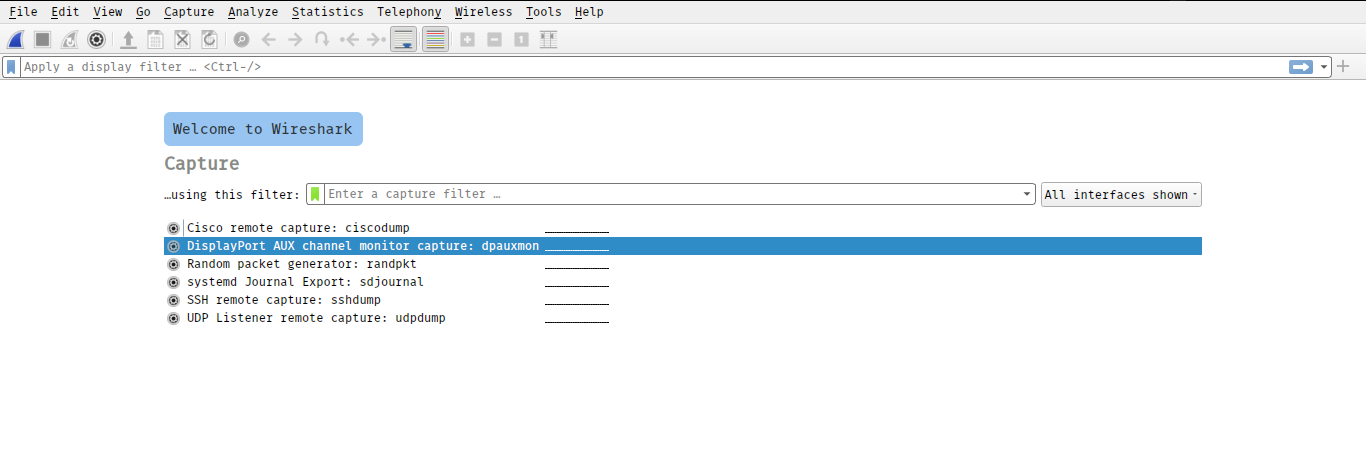 File Edit View Go Capture Analyze Statistics Telephony Wireless Tools Help
Apply a display filter … <Ctrl-/>
Welcome to Wireshark
Capture
…using this filter: Enter a capture filter … All interfaces shown
Cisco remote capture: ciscodump
DisplayPort AUX channel monitor capture: dpauxmon
Random packet generator: randpkt
systemd Journal Export: sdjournal
SSH remote capture: sshdump
UDP Listener remote capture: udpdump